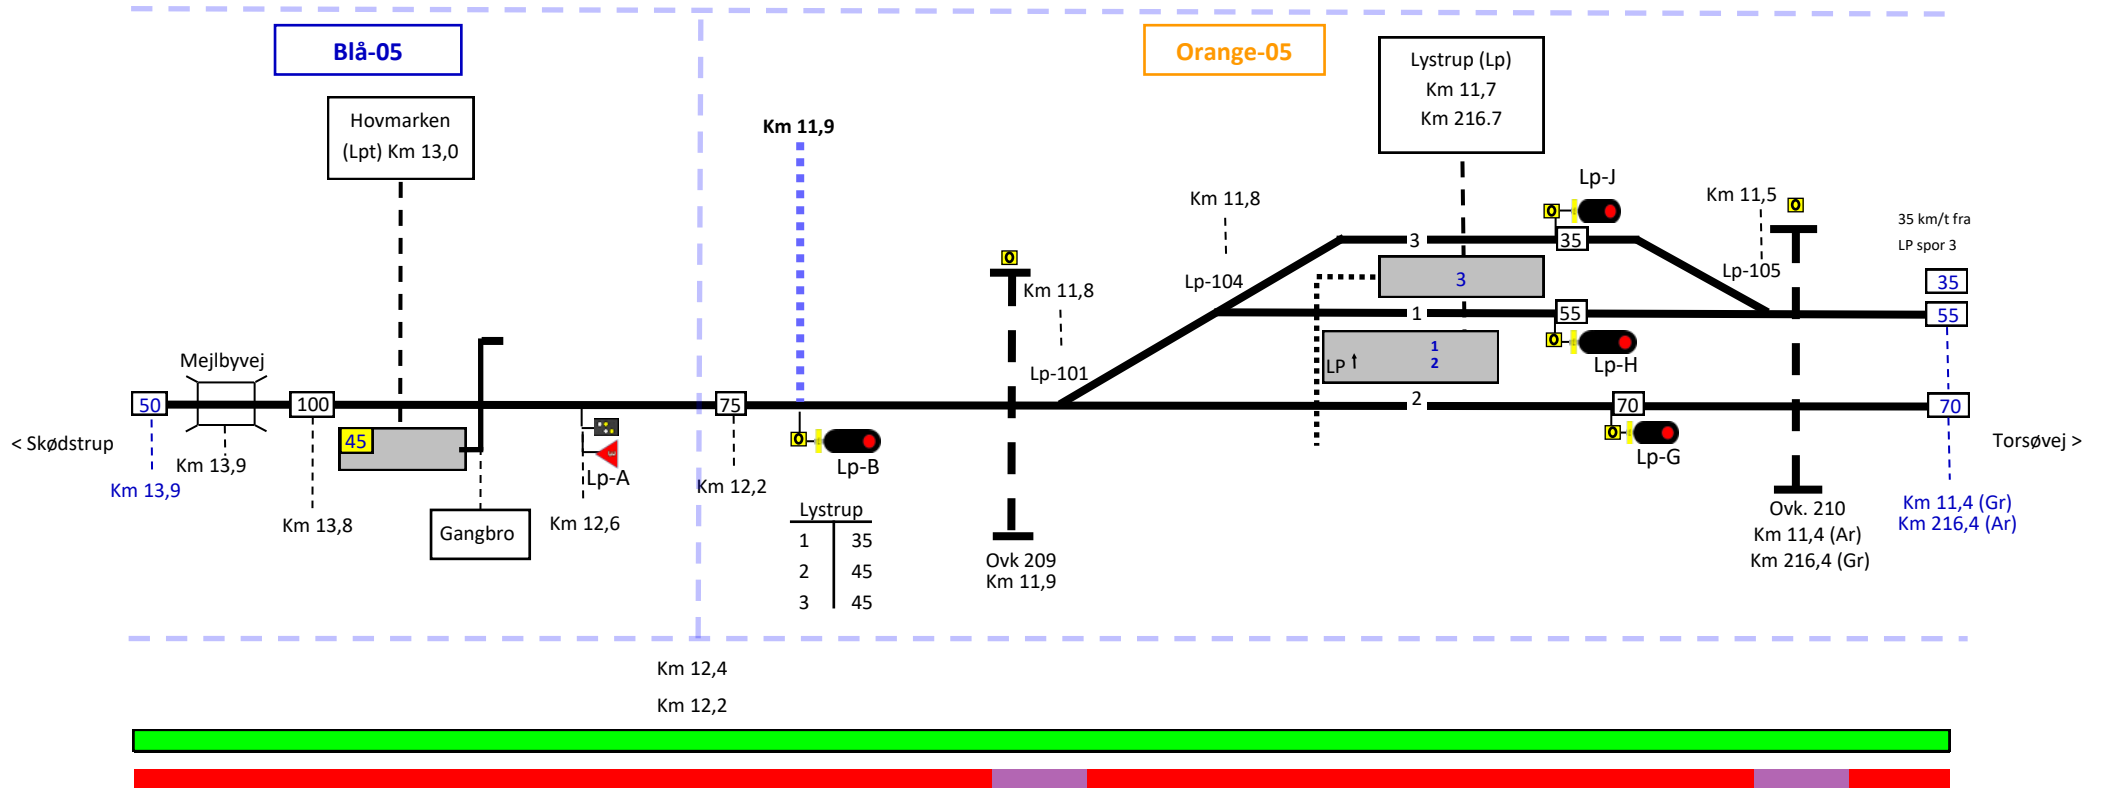 Blå-05
Orange-05
Hovmarken
(Lpt) Km 13,0
Km 11,9
Lystrup (Lp)
Km 11,7
Km 216.7
Lp-J
Km 11,8
Km 11,5
35 km/t fra
LP spor 3
3
35
Lp-105
Lp-104
3
35
Km 11,8
1
55
55
Mejlbyvej
Lp-101
LP
1
2
Lp-H
50
100
75
2
70
70
< Skødstrup
45
Km 13,9
Lp-A
Lp-B
Lp-G
Torsøvej >
Km 13,9
Km 12,2
Km 13,8
Gangbro
Km 12,6
Lystrup
1 35
2 45
3 45
Ovk 209
Km 11,9
Ovk. 210
Km 11,4 (Ar)
Km 216,4 (Gr)
Km 11,4 (Gr)
Km 216,4 (Ar)
Km 12,4
Km 12,2